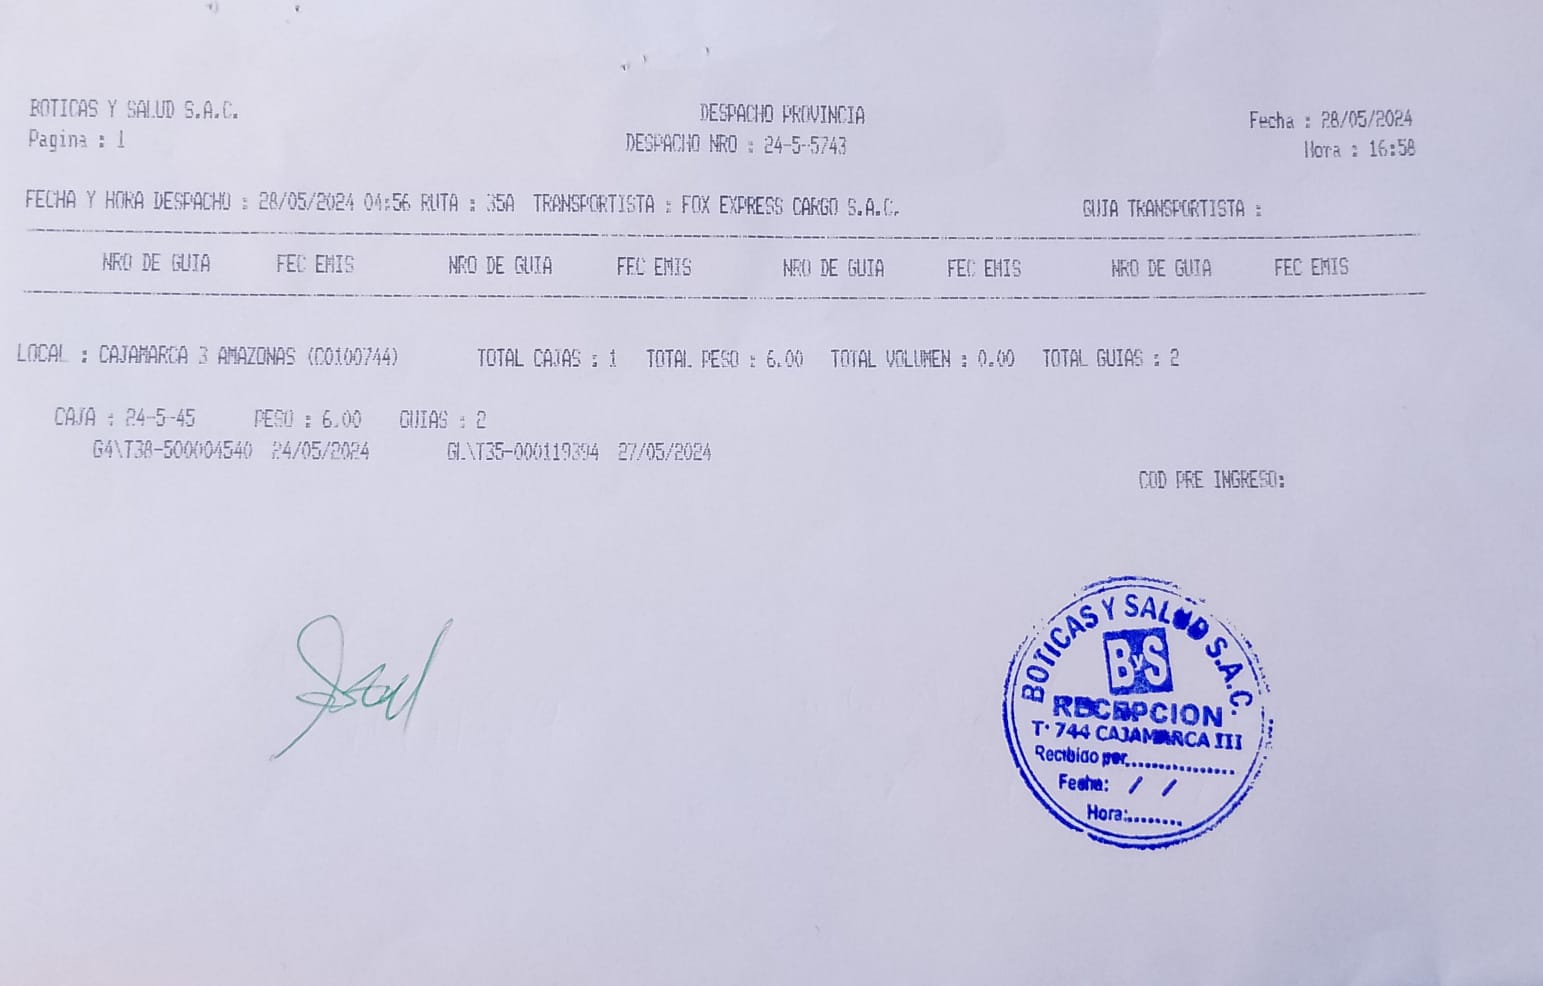 BOTICAS Y SALUD S.A.C.
DESPACHO PROVINCIA
Fecha : 28/05/2024
Pagina : 1
DESPACHO NRO : 24-5-5743
Hora : 16:58
FECHA Y HORA DESPACHO : 28/05/2024 04:56 RUTA : 35A TRANSPORTISTA : FOX EXPRESS CARGO S.A.C. GUIA TRANSPORTISTA :
NRO DE GUIA FEC EMIS NRO DE GUIA FEC EMIS NRO DE GUIA FEC EMIS NRO DE GUIA FEC EMIS
LOCAL : CAJAMARCA 3 AMAZONAS (C0100744) TOTAL CAJAS : 1 TOTAL PESO : 6.00 TOTAL VOLUMEN : 0.00 TOTAL GUIAS : 2
CAJA : 24-5-45 PESO : 6.00 GUIAS : 2
G4\T38-500004540 24/05/2024 GL\T35-000119394 27/05/2024
COD PRE INGRESO:
BOTICAS Y SALUD S.A.C.
ByS
RECEPCION
T· 744 CAJAMARCA III
Recibido por..................
Fecha: / /
Hora:.........